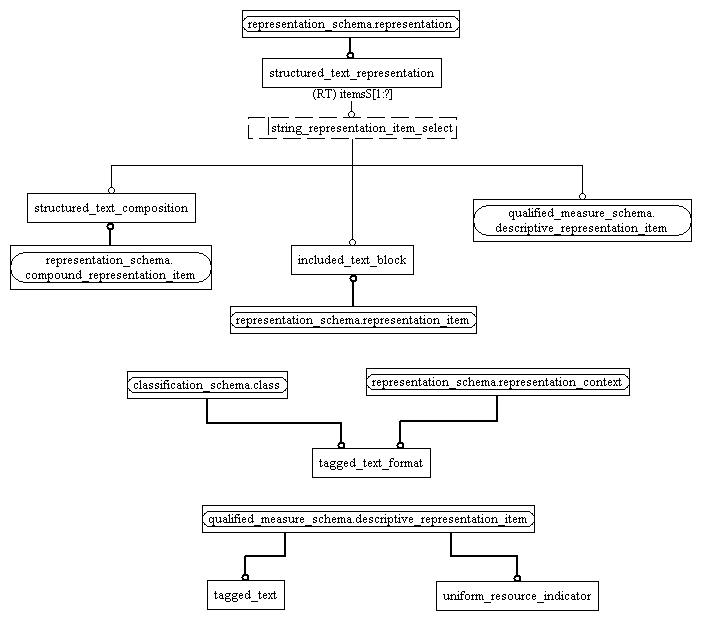 representation_schema.representation
structured_text_representation
(RT) itemsS[1:?]
string_representation_item_select
structured_text_composition
qualified_measure_schema.
descriptive_representation_item
representation_schema.
compound_representation_item
included_text_block
representation_schema.representation_item
classification_schema.class
representation_schema.representation_context
tagged_text_format
qualified_measure_schema.descriptive_representation_item
tagged_text
uniform_resource_indicator